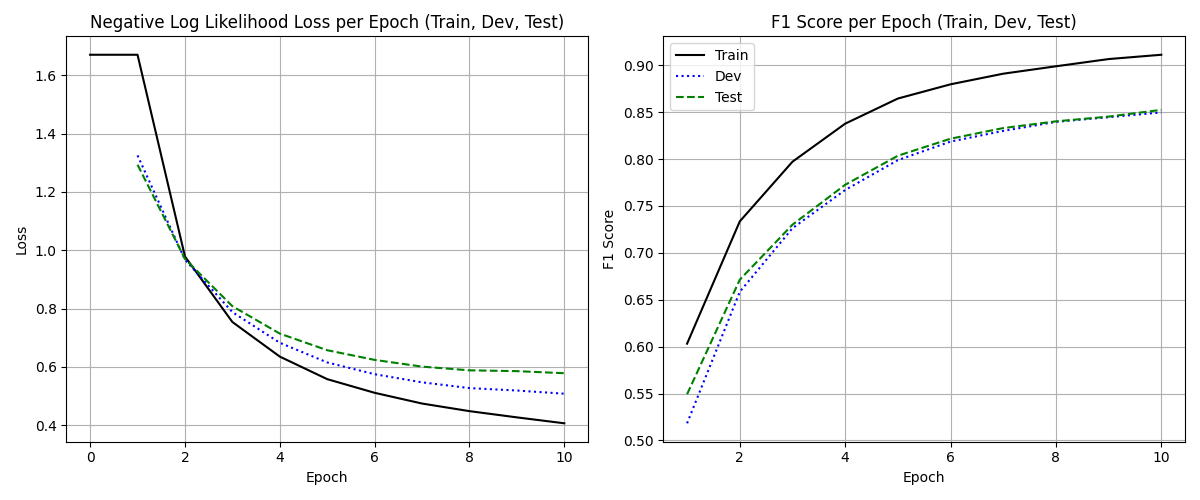 Negative Log Likelihood Loss per Epoch (Train, Dev, Test)
1.6
1.4
1.2
1.0
0.8
0.6
0.4
Loss
0 2 4 6 8 10
Epoch
F1 Score per Epoch (Train, Dev, Test)
Train
Dev
Test
0.90
0.85
0.80
0.75
0.70
0.65
0.60
0.55
0.50
F1 Score
2 4 6 8 10
Epoch